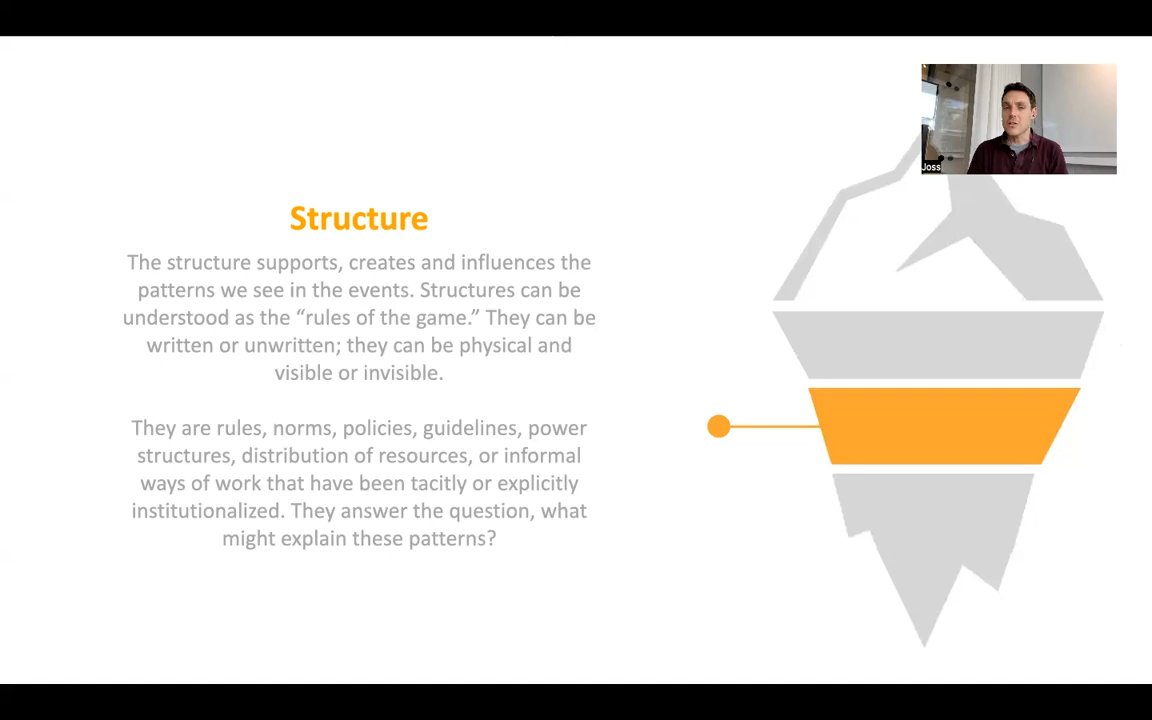 Joss
Structure
The structure supports, creates and influences the
patterns we see in the events. Structures can be
understood as the “rules of the game.” They can be
written or unwritten; they can be physical and
visible or invisible.
They are rules, norms, policies, guidelines, power
structures, distribution of resources, or informal
ways of work that have been tacitly or explicitly
institutionalized. They answer the question, what
might explain these patterns?